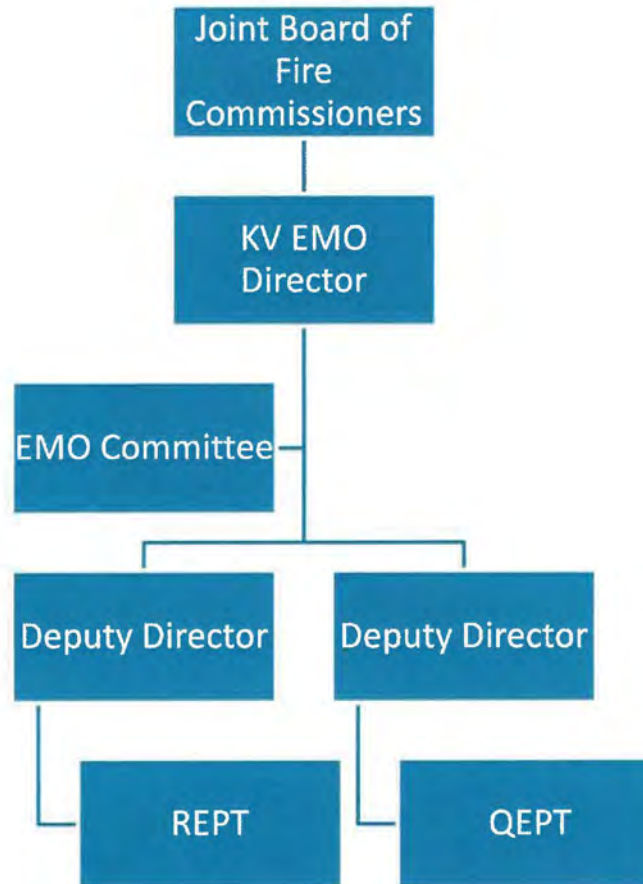 Joint Board of
Fire
Commissioners
KV EMO
Director
EMO Committee
Deputy Director
Deputy Director
REPT
QEPT